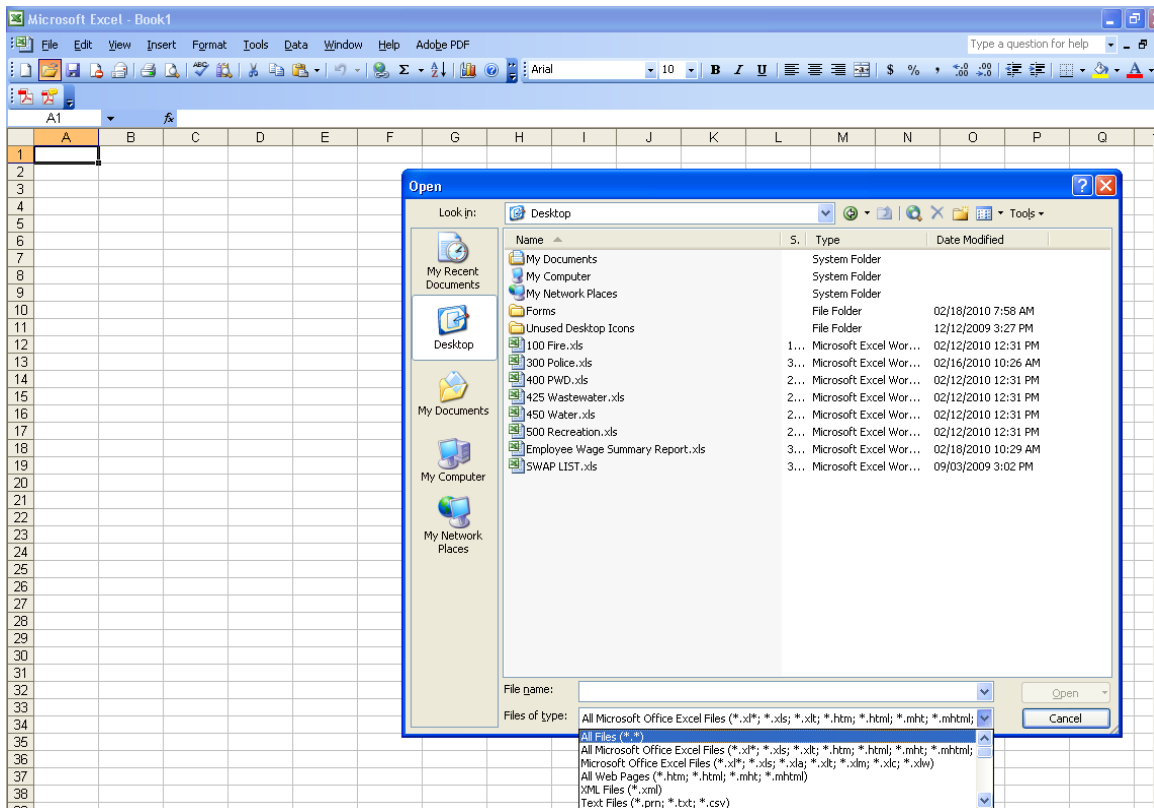 Microsoft Excel - Book1
File Edit View Insert Format Tools Data Window Help Adobe PDF Type a question for help
Arial 10 B I U $ % ,
A1 fx
A B C D E F G H I J K L M N O P Q
1
2
3
4
5
6
7
8
9
10
11
12
13
14
15
16
17
18
19
20
21
22
23
24
25
26
27
28
29
30
31
32
33
34
35
36
37
38
Open
Look in: Desktop Tools
My Recent
Documents
Desktop
My Documents
My Computer
My Network
Places
Name S. Type Date Modified
My Documents System Folder
My Computer System Folder
My Network Places System Folder
Forms File Folder 02/18/2010 7:58 AM
Unused Desktop Icons File Folder 12/12/2009 3:27 PM
100 Fire.xls 1... Microsoft Excel Wor... 02/12/2010 12:31 PM
300 Police.xls 3... Microsoft Excel Wor... 02/16/2010 10:26 AM
400 PWD.xls 2... Microsoft Excel Wor... 02/12/2010 12:31 PM
425 Wastewater.xls 2... Microsoft Excel Wor... 02/12/2010 12:31 PM
450 Water.xls 2... Microsoft Excel Wor... 02/12/2010 12:31 PM
500 Recreation.xls 2... Microsoft Excel Wor... 02/12/2010 12:31 PM
Employee Wage Summary Report.xls 3... Microsoft Excel Wor... 02/18/2010 10:29 AM
SWAP LIST.xls 3... Microsoft Excel Wor... 09/03/2009 3:02 PM
File name: Open
Files of type: All Microsoft Office Excel Files (*.xl*; *.xls; *.xlt; *.htm; *.html; *.mht; *.mhtml; Cancel
All Files (*.*)
All Microsoft Office Excel Files (*.xl*; *.xls; *.xlt; *.htm; *.html; *.mht; *.mhtml;
Microsoft Office Excel Files (*.xl*; *.xls; *.xla; *.xlt; *.xlm; *.xlc; *.xlw)
All Web Pages (*.htm; *.html; *.mht; *.mhtml)
XML Files (*.xml)
Text Files (*.prn; *.txt; *.csv)